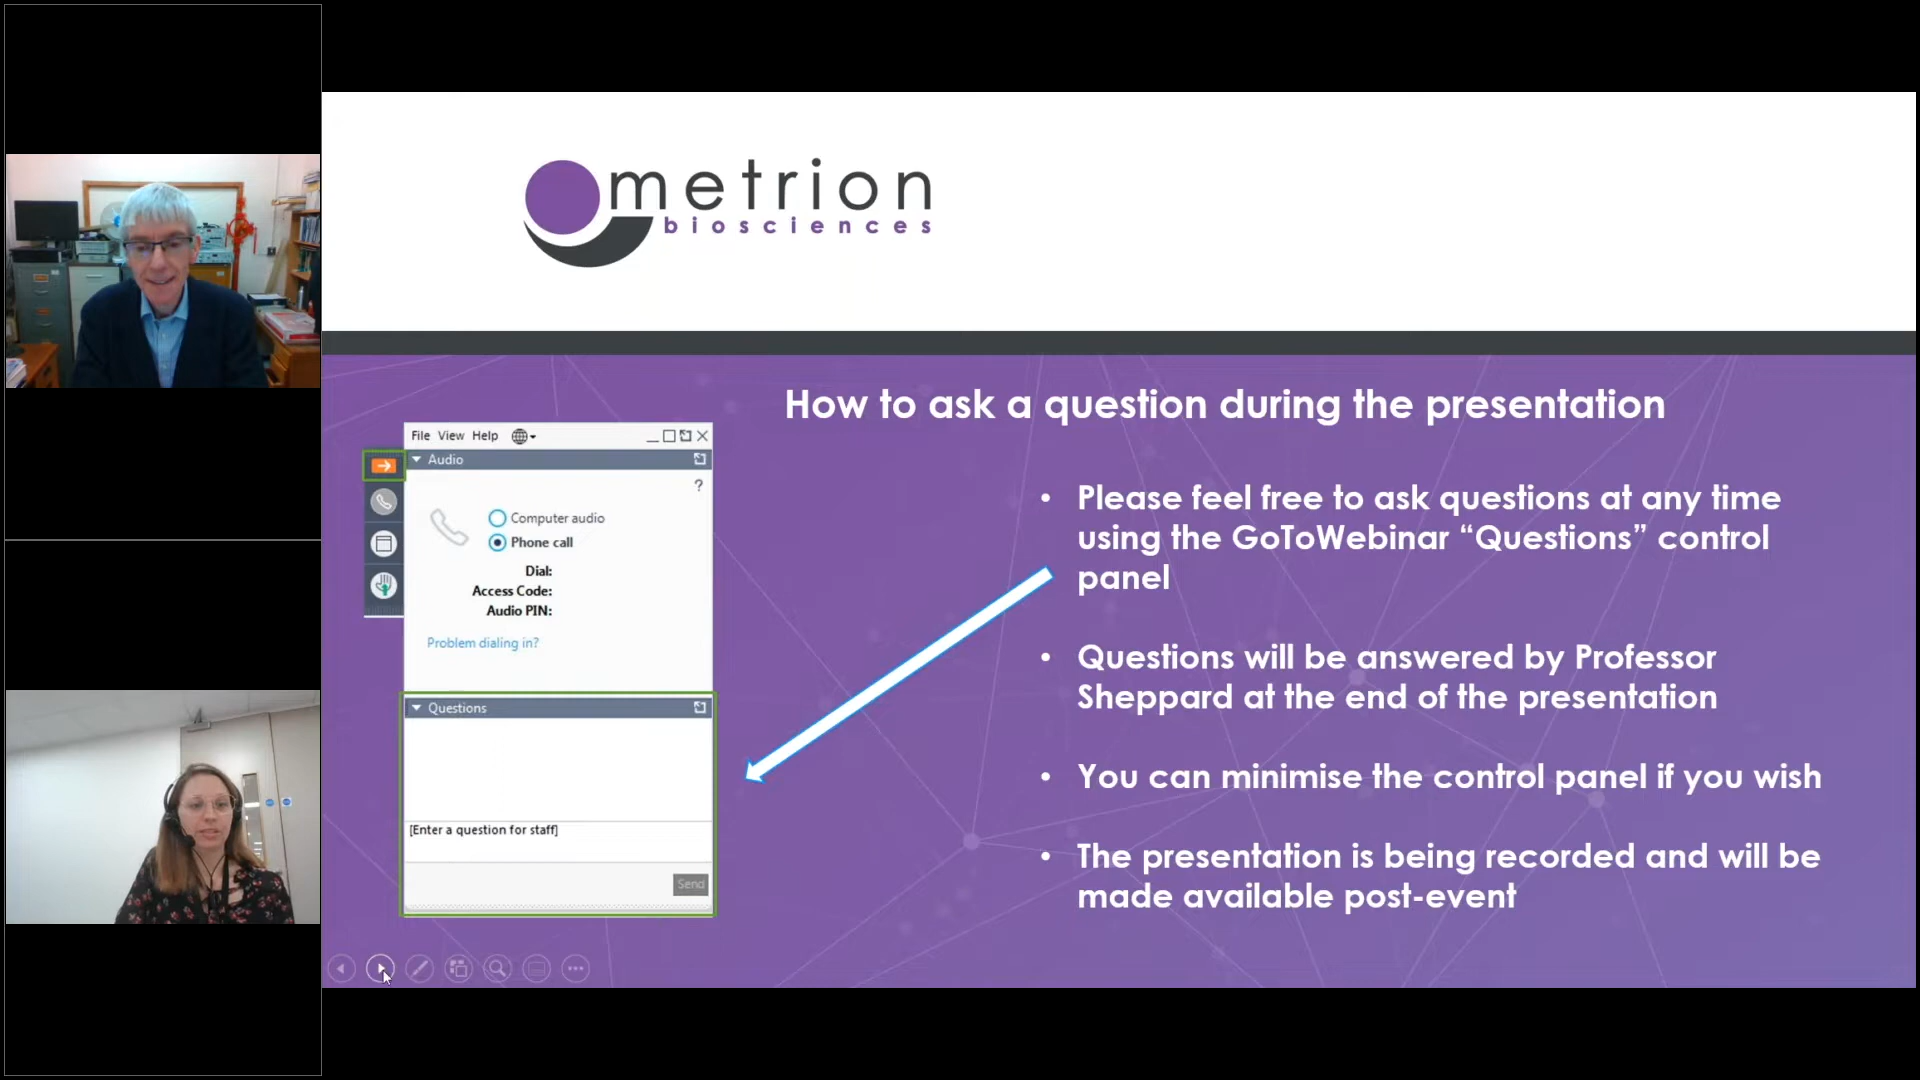 metrion
biosciences
How to ask a question during the presentation
File View Help
Audio
?
Computer audio
Phone call
Dial:
Access Code:
Audio PIN:
Problem dialing in?
Questions
[Enter a question for staff]
Send
• Please feel free to ask questions at any time
using the GoToWebinar “Questions” control
panel
• Questions will be answered by Professor
Sheppard at the end of the presentation
• You can minimise the control panel if you wish
• The presentation is being recorded and will be
made available post-event